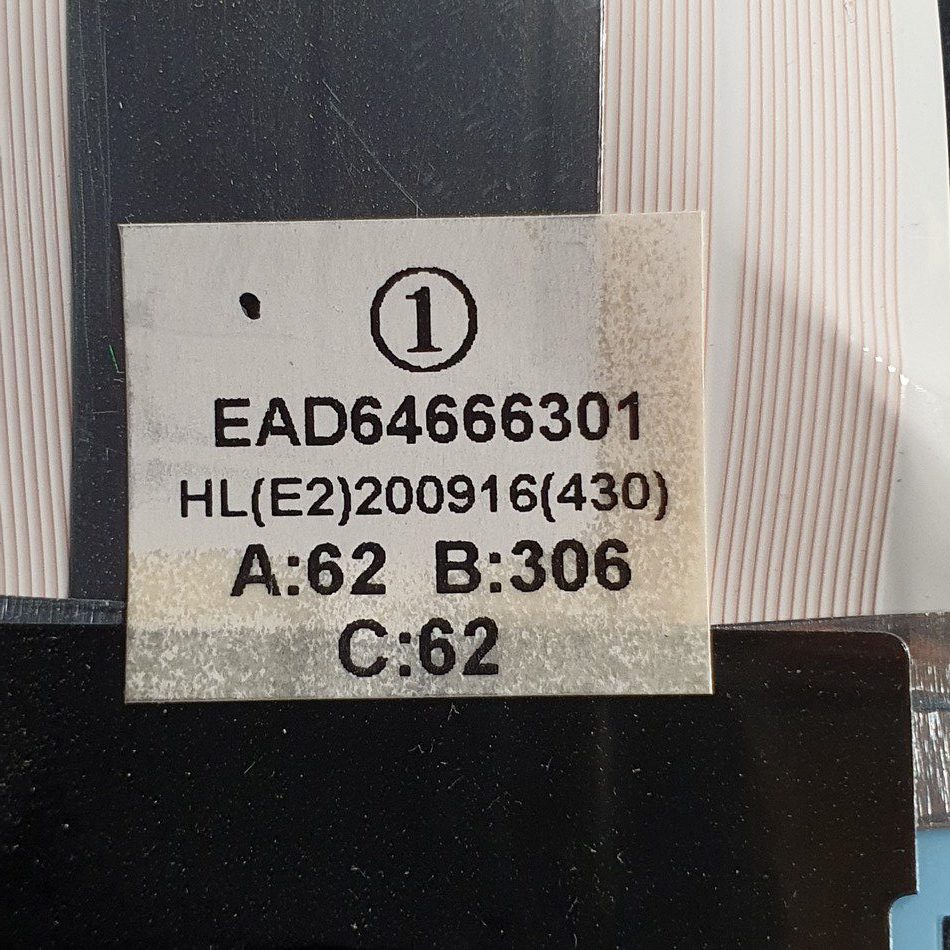 ①
EAD64666301
HL(E2)200916(430)
A:62 B:306
C:62